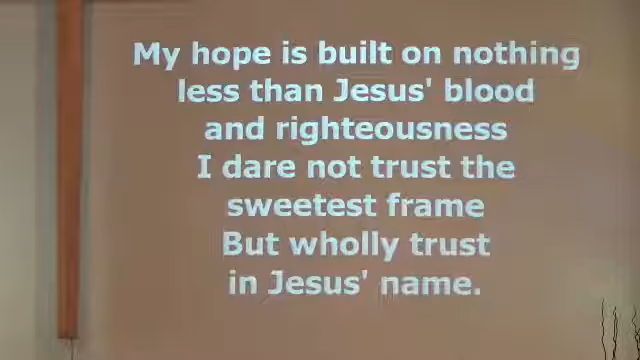 My hope is built on nothing
less than Jesus' blood
and righteousness
I dare not trust the
sweetest frame
But wholly trust
in Jesus' name.